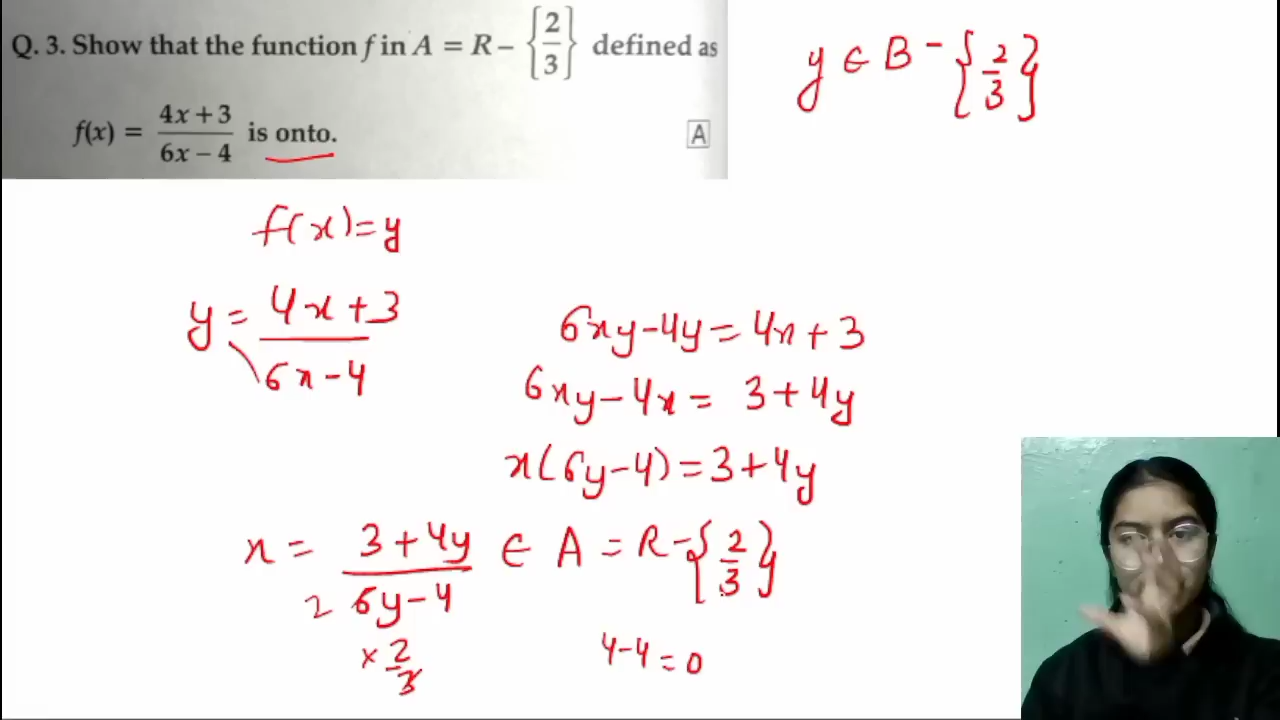 Q. 3. Show that the function f in A = R – {2/3} defined as
f(x) = (4x + 3)/(6x – 4) is onto.
A
y ∈ B - {2/3}
f(x) = y
y = (4x + 3)/(6x - 4)
6xy - 4y = 4x + 3
6xy - 4x = 3 + 4y
x(6y - 4) = 3 + 4y
x = (3 + 4y)/(6y - 4) ∈ A = R - {2/3}
2
× 2/3
4 - 4 = 0